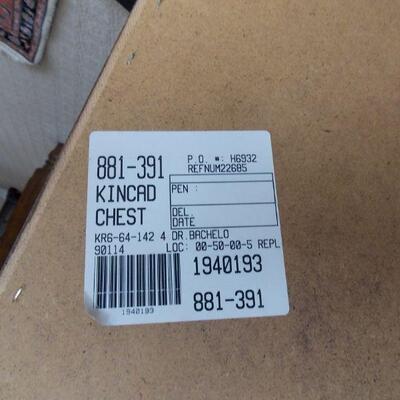 881-391 P.O. #: H6932
REFNUM22685
KINCAD PEN :
CHEST DEL.
DATE
KR6-64-142 4 DR.BACHELO
90114 LOC: 00-50-00-5 REPL
1940193
1940193
881-391